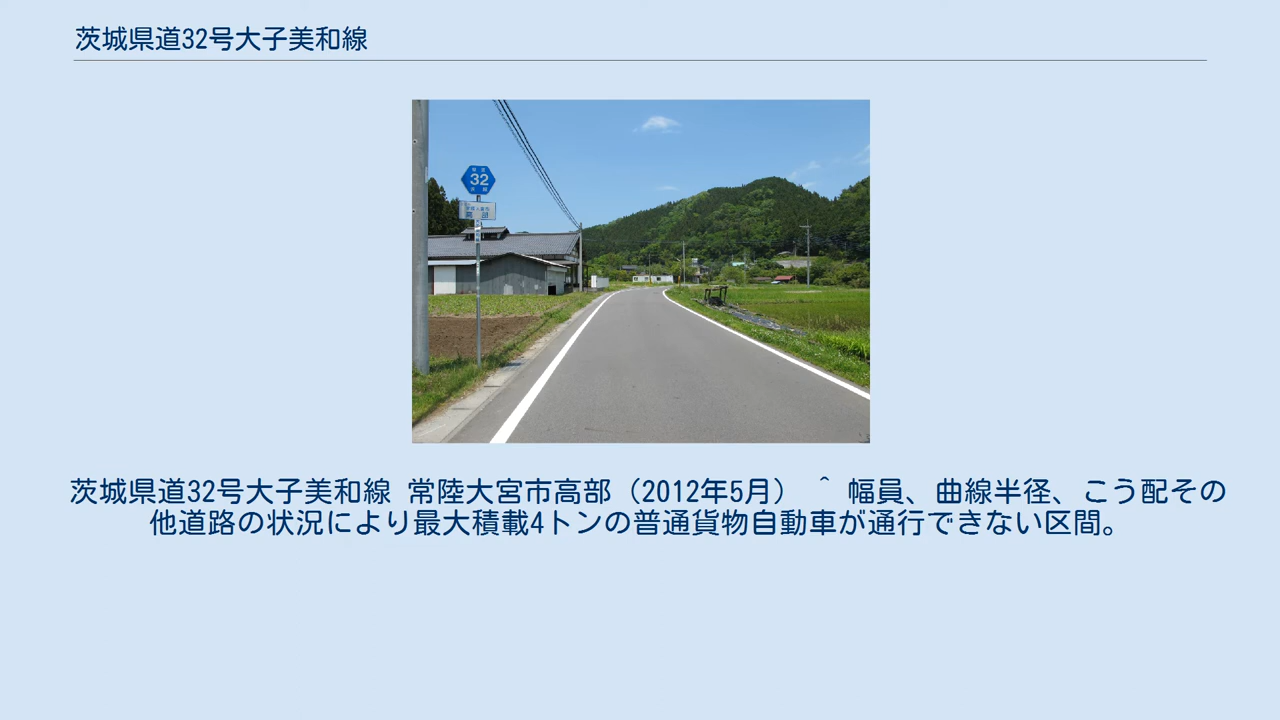 茨城県道32号大子美和線
32
茨城県道32号大子美和線 常陸大宮市高部（2012年5月） ^ 幅員、曲線半径、こう配その
他道路の状況により最大積載4トンの普通貨物自動車が通行できない区間。